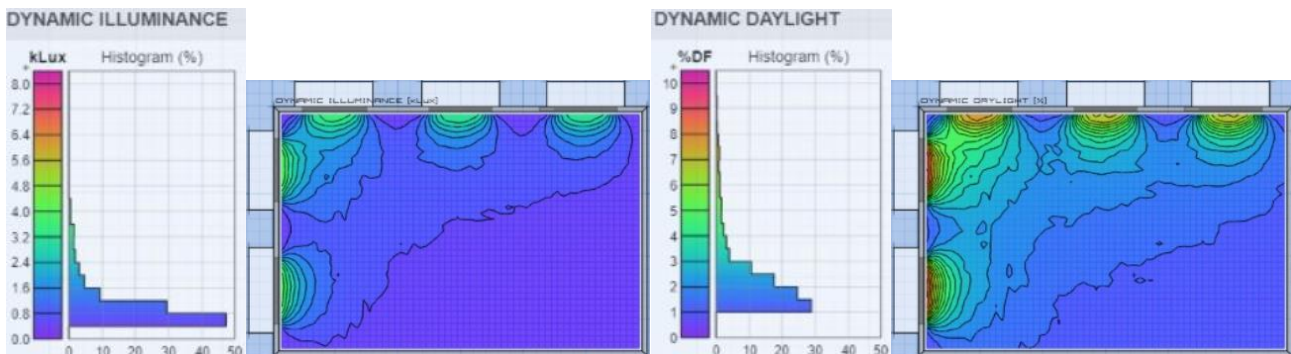 DYNAMIC ILLUMINANCE
kLux Histogram (%)
8.0
7.2
6.4
5.6
4.8
4.0
3.2
2.4
1.6
0.8
0.0
0 10 20 30 40 50
DYNAMIC ILLUMINANCE [kLux]
DYNAMIC DAYLIGHT
%DF Histogram (%)
10
9
8
7
6
5
4
3
2
1
0
0 10 20 30 40 50
DYNAMIC DAYLIGHT [%]